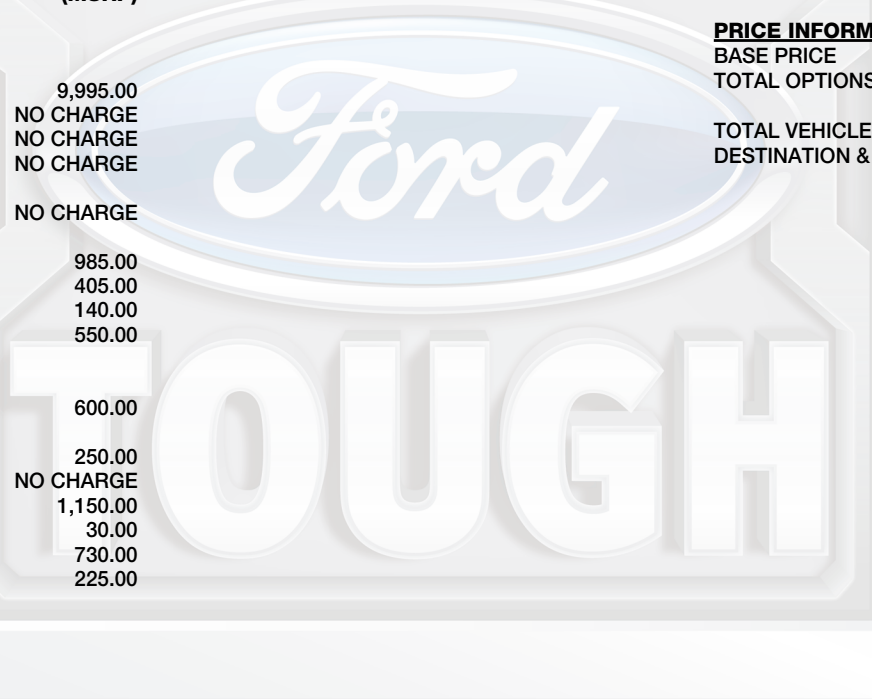 (MSRP)
9,995.00
NO CHARGE
NO CHARGE
NO CHARGE
NO CHARGE
985.00
405.00
140.00
550.00
600.00
250.00
NO CHARGE
1,150.00
30.00
730.00
225.00
PRICE INFORM
BASE PRICE
TOTAL OPTIONS
TOTAL VEHICLE
DESTINATION &
Ford
TOUGH